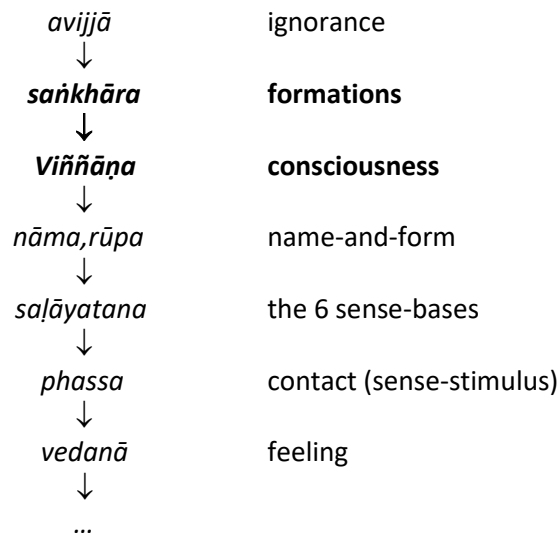 avijjā ignorance
↓
saṅkhāra formations
↓
Viññāṇa consciousness
↓
nāma,rūpa name-and-form
↓
saḷāyatana the 6 sense-bases
↓
phassa contact (sense-stimulus)
↓
vedanā feeling
↓
...